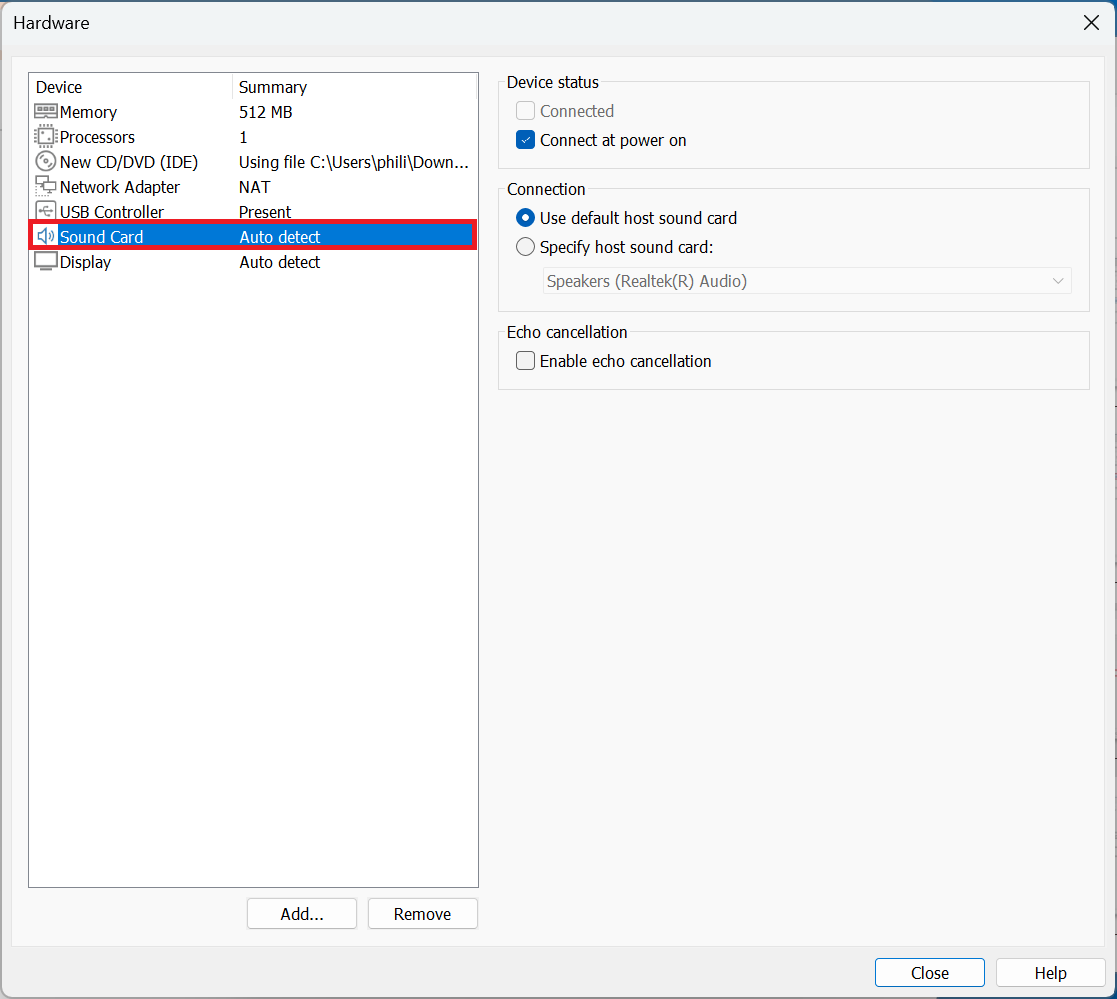 Hardware
Device Summary
Memory 512 MB
Processors 1
New CD/DVD (IDE) Using file C:\Users\phili\Down...
Network Adapter NAT
USB Controller Present
Sound Card Auto detect
Display Auto detect
Add... Remove
Device status
Connected
Connect at power on
Connection
Use default host sound card
Specify host sound card:
Speakers (Realtek(R) Audio)
Echo cancellation
Enable echo cancellation
Close Help